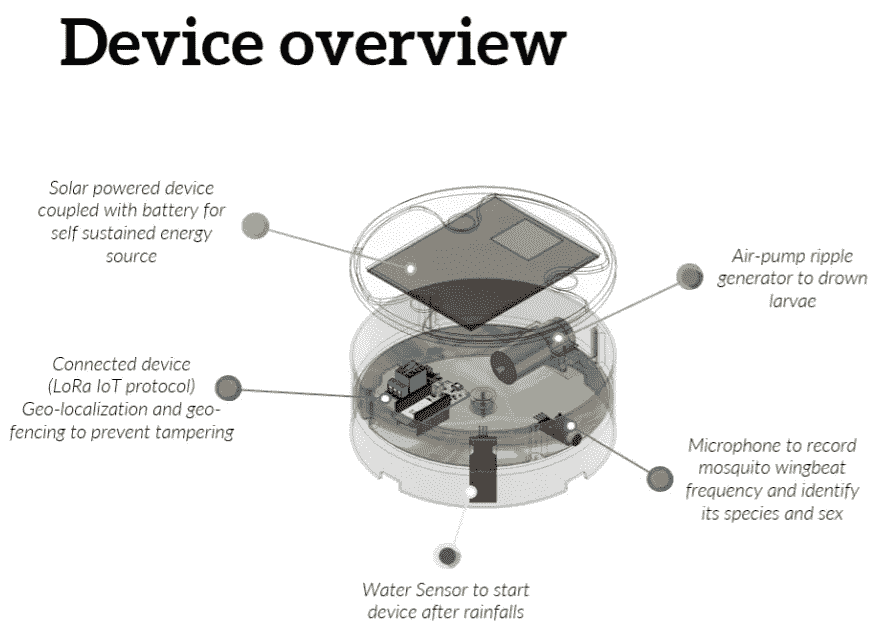 Device overview
Solar powered device
coupled with battery for
self sustained energy
source
Air-pump ripple
generator to drown
larvae
Connected device
(LoRa IoT protocol)
Geo-localization and geo-
fencing to prevent tampering
Microphone to record
mosquito wingbeat
frequency and identify
its species and sex
Water Sensor to start
device after rainfalls